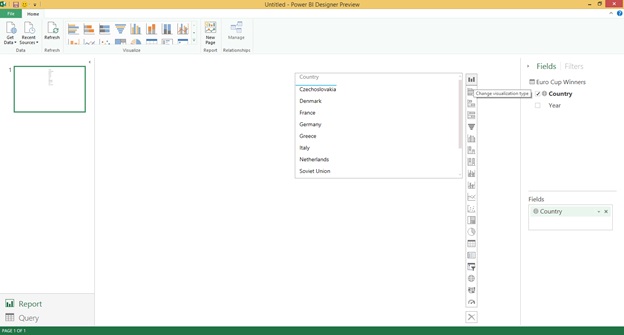 Untitled - Power BI Designer Preview
File Home
Get Data Recent Sources Refresh New Page Manage
Data Refresh Visualize Report Relationships
1
Country
Czechoslovakia
Denmark
France
Germany
Greece
Italy
Netherlands
Soviet Union
Change visualization type
Fields Filters
Euro Cup Winners
Country
Year
Fields
Country
Report
Query
PAGE 1 OF 1